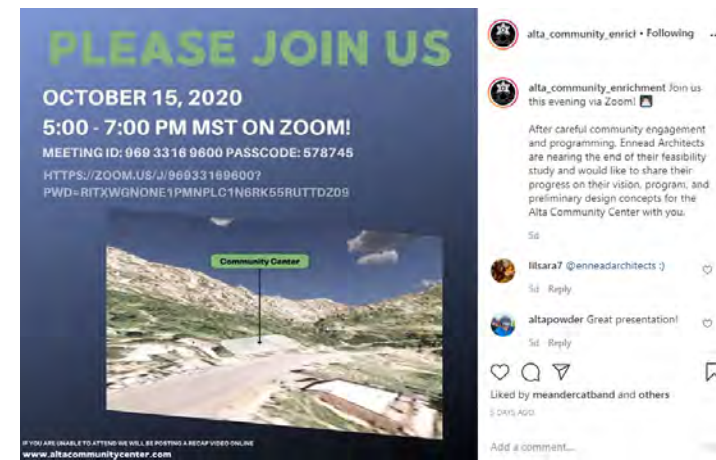 PLEASE JOIN US
OCTOBER 15, 2020
5:00 - 7:00 PM MST ON ZOOM!
MEETING ID: 969 3316 9600 PASSCODE: 578745
HTTPS://ZOOM.US/J/96933169600?
PWD=RITXWGNONE1PMNPLC1N6RK55RUTTDZ09
Community Center
IF YOU ARE UNABLE TO ATTEND WE WILL BE POSTING A RECAP VIDEO ONLINE
www.altacommunitycenter.com
alta_community_enricl • Following ...
alta_community_enrichment Join us
this evening via Zoom!
After careful community engagement
and programming, Ennead Architects
are nearing the end of their feasibility
study and would like to share their
progress on their vision, program, and
preliminary design concepts for the
Alta Community Center with you.
5d
lilsara7 @enneadarchitects :)
5d Reply
altapowder Great presentation!
5d Reply
Liked by meandercatband and others
5 DAYS AGO
Add a comment...